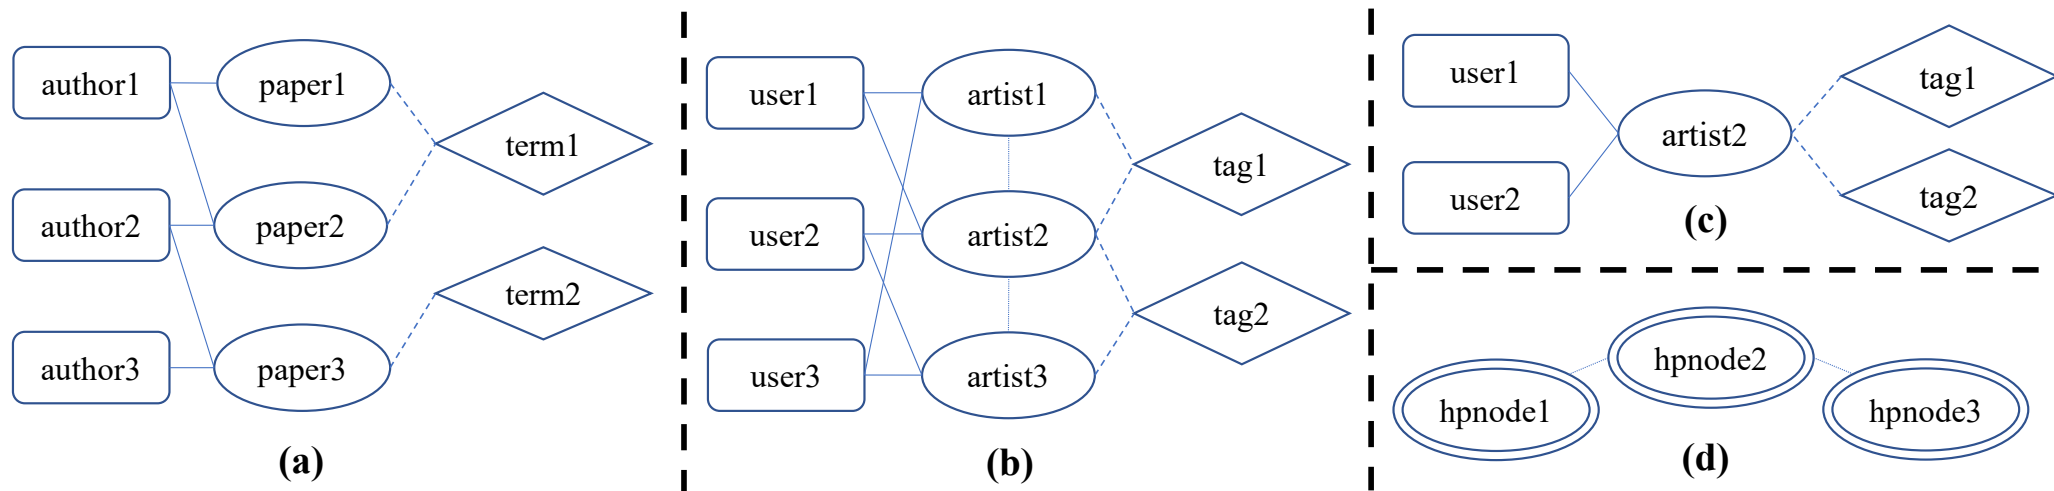 author1
paper1
term1
author2
paper2
term2
author3
paper3
(a)
user1
artist1
tag1
user2
artist2
tag2
user3
artist3
(b)
user1
tag1
artist2
user2
tag2
(c)
hpnode2
hpnode1
hpnode3
(d)